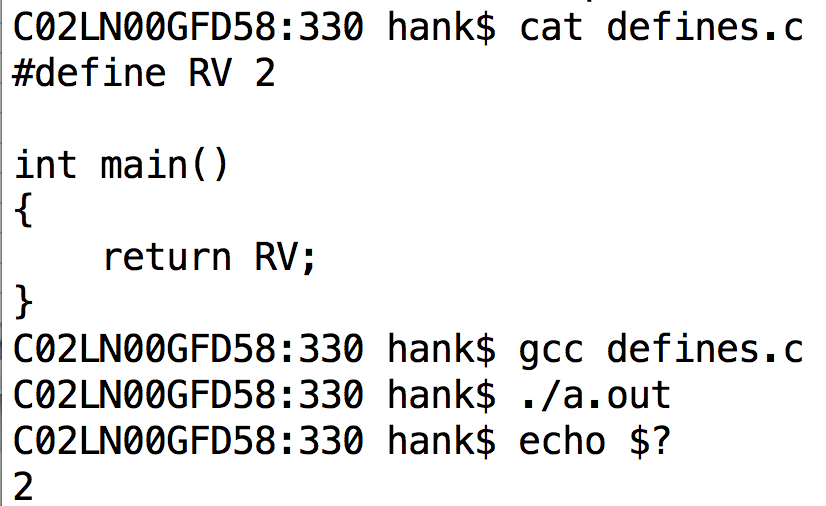 C02LN00GFD58:330 hank$ cat defines.c
#define RV 2
int main()
{
    return RV;
}
C02LN00GFD58:330 hank$ gcc defines.c
C02LN00GFD58:330 hank$ ./a.out
C02LN00GFD58:330 hank$ echo $?
2